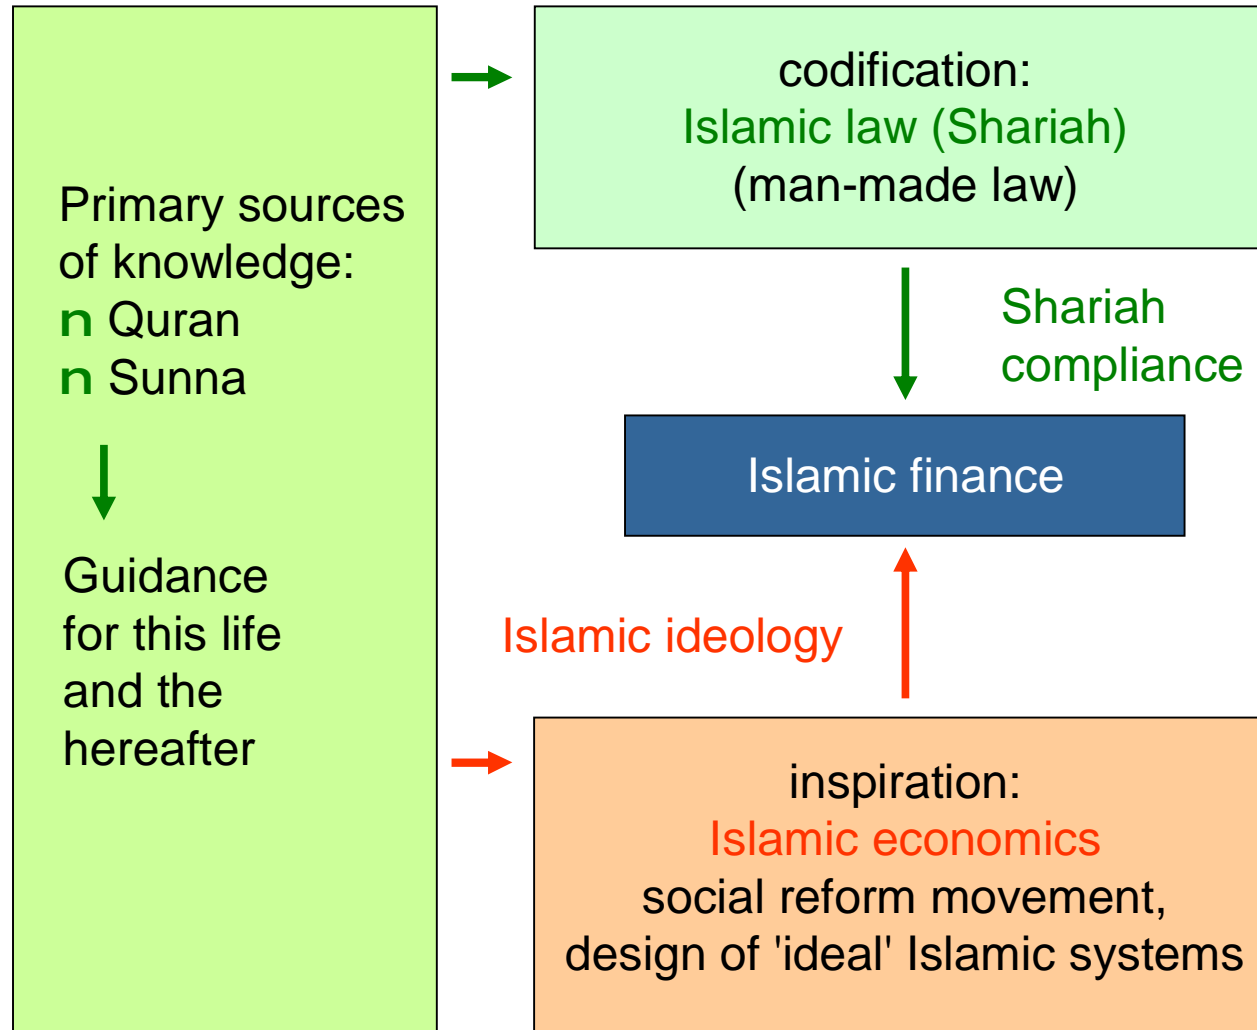 Primary sources
of knowledge:
n Quran
n Sunna
Guidance
for this life
and the
hereafter
codification:
Islamic law (Shariah)
(man-made law)
Shariah
compliance
Islamic finance
Islamic ideology
inspiration:
Islamic economics
social reform movement,
design of 'ideal' Islamic systems